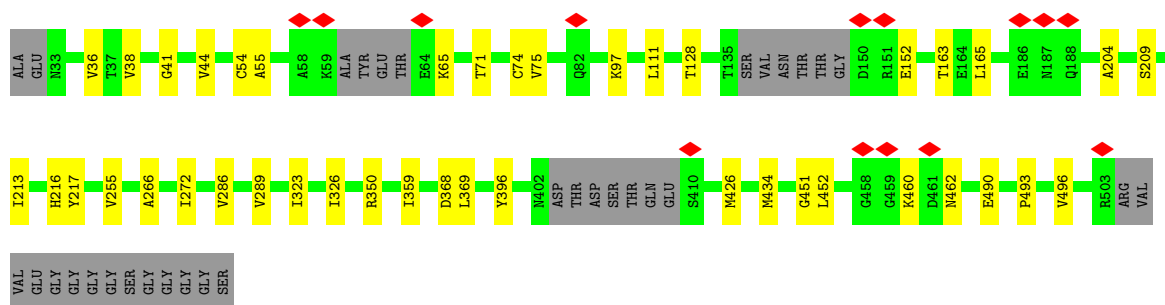 ALA GLU N33 V36 T37 V38 G41 V44 C54 A55 A58 K59 ALA TYR GLU THR E64 K65 T71 C74 V75 Q82 K97 L111 T128 T135 SER VAL ASN THR THR GLY D150 R151 E152 T163 E164 L165 E186 N187 Q188 A204 S209
I213 H216 Y217 V255 A266 I272 V286 V289 I323 I326 R350 I359 D368 L369 Y396 N402 ASP THR ASP SER THR GLN GLU S410 M426 M434 G451 L452 G458 G459 K460 D461 N462 E490 P493 V496 R503 ARG VAL
VAL GLU GLY GLY GLY GLY SER GLY GLY GLY GLY SER